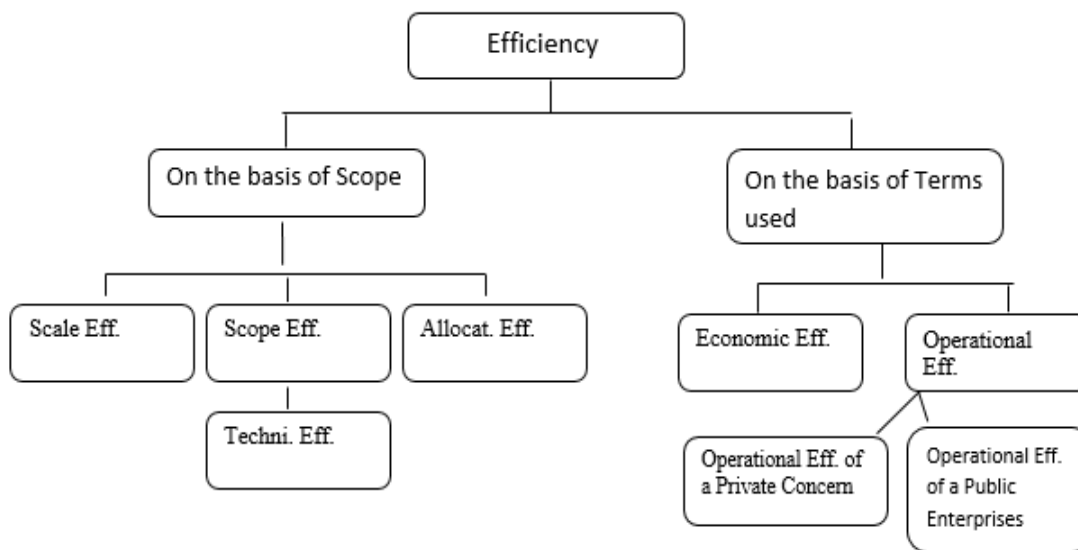 Efficiency
On the basis of Scope
On the basis of Terms
used
Scale Eff.
Scope Eff.
Allocat. Eff.
Economic Eff.
Operational
Eff.
Techni. Eff.
Operational Eff. of
a Private Concern
Operational Eff.
of a Public
Enterprises